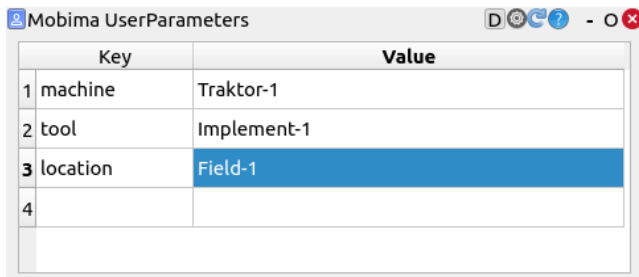 Mobima UserParameters D ? - O
Key Value
1 machine Traktor-1
2 tool Implement-1
3 location Field-1
4